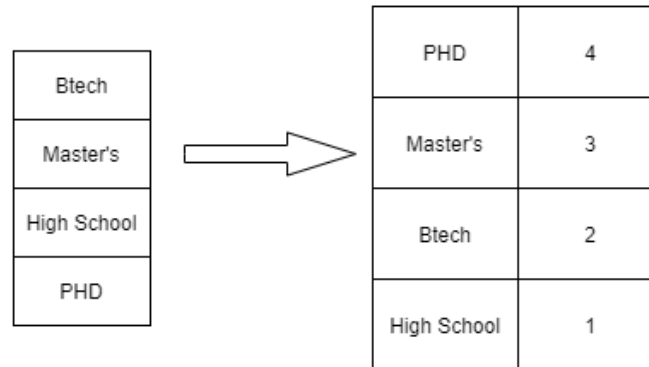 Btech
Master's
High School
PHD
PHD 4
Master's 3
Btech 2
High School 1